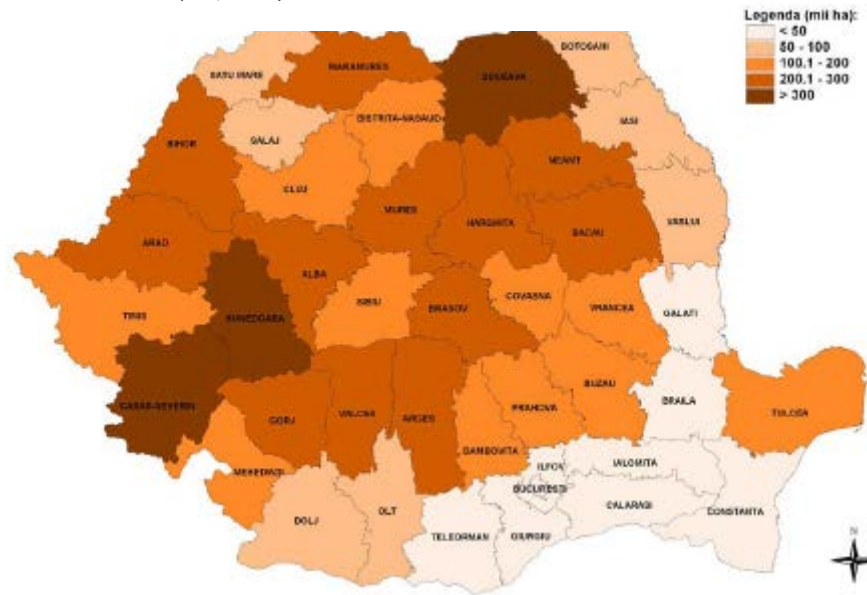 Legenda (mii ha):
< 50
50 - 100
100.1 - 200
200.1 - 300
> 300
BOTOSANI
MARAMURES
SUCEAVA
SATU MARE
BISTRITA-NASAUD
IASI
SALAJ
BIHOR
NEAMT
CLUJ
MURES
HARGHITA
BACAU
VASLUI
ARAD
ALBA
SIBIU
BRASOV
COVASNA
VRANCEA
GALATI
TIMIS
HUNEDOARA
BUZAU
BRAILA
CARAS-SEVERIN
GORJ
VALCEA
ARGES
PRAHOVA
TULCEA
DAMBOVITA
MEHEDINTI
ILFOV
IALOMITA
BUCURESTI
DOLJ
OLT
CALARASI
CONSTANTA
TELEORMAN
GIURGIU
N